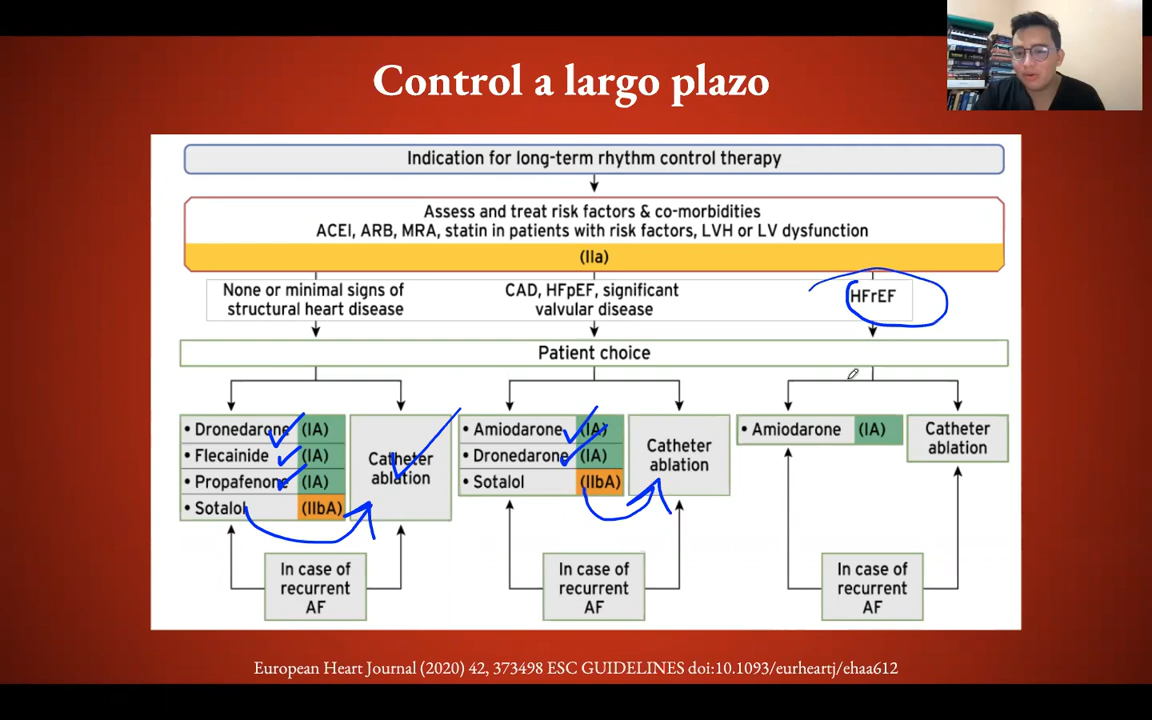 Control a largo plazo
Indication for long-term rhythm control therapy
Assess and treat risk factors & co-morbidities
ACEI, ARB, MRA, statin in patients with risk factors, LVH or LV dysfunction
(IIa)
None or minimal signs of
structural heart disease
CAD, HFpEF, significant
valvular disease
HFrEF
Patient choice
• Dronedarone (IA)
• Flecainide (IA)
• Propafenone (IA)
• Sotalol (IIbA)
Catheter
ablation
• Amiodarone (IA)
• Dronedarone (IA)
• Sotalol (IIbA)
Catheter
ablation
• Amiodarone (IA)
Catheter
ablation
In case of
recurrent
AF
In case of
recurrent
AF
In case of
recurrent
AF
European Heart Journal (2020) 42, 373498 ESC GUIDELINES doi:10.1093/eurheartj/ehaa612